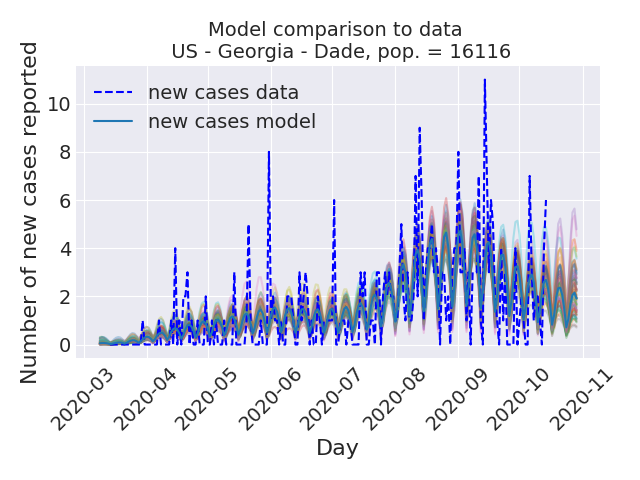 Model comparison to data
US - Georgia - Dade, pop. = 16116
new cases data
new cases model
Number of new cases reported
10
8
6
4
2
0
2020-03
2020-04
2020-05
2020-06
2020-07
2020-08
2020-09
2020-10
2020-11
Day